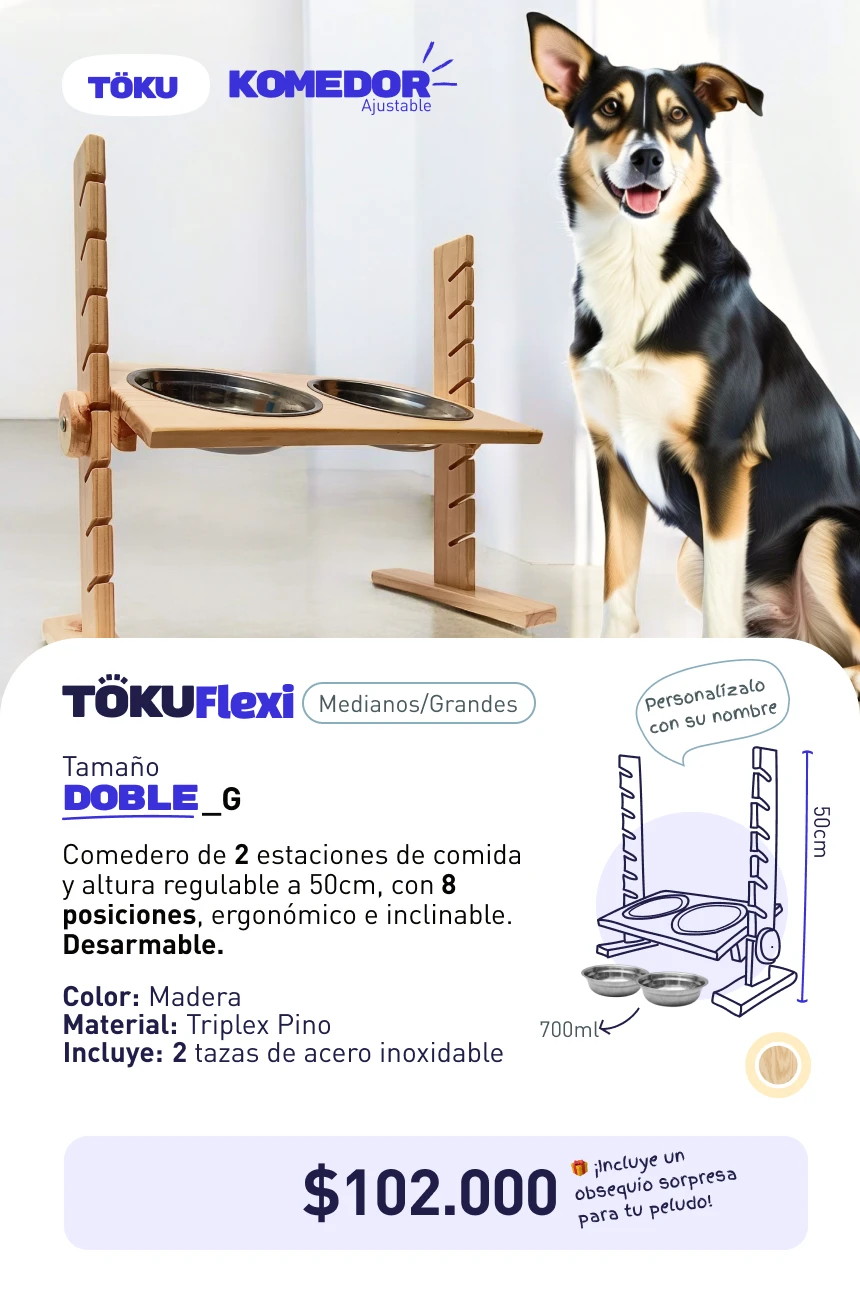 TÖKU KOMEDOR
Ajustable
TÖKUFlexi Medianos/Grandes
Personalízalo
con su nombre
Tamaño
DOBLE_G
50cm
Comedero de 2 estaciones de comida
y altura regulable a 50cm, con 8
posiciones, ergonómico e inclinable.
Desarmable.
Color: Madera
Material: Triplex Pino
Incluye: 2 tazas de acero inoxidable
700ml
$102.000
¡Incluye un
obsequio sorpresa
para tu peludo!